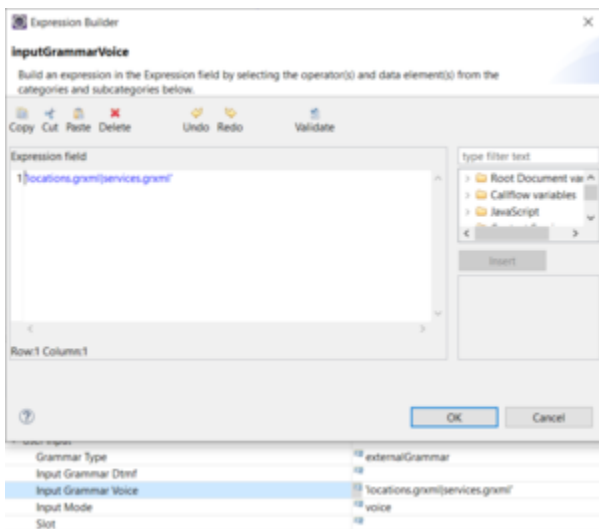 Expression Builder
inputGrammarVoice
Build an expression in the Expression field by selecting the operator(s) and data element(s) from the
categories and subcategories below.
Copy Cut Paste Delete Undo Redo Validate
Expression field
type filter text
1 'locations.grxml|services.grxml'
Root Document var
Callflow variables
JavaScript
Insert
Row:1 Column:1
OK Cancel
User Input
Grammar Type externalGrammar
Input Grammar Dtmf
Input Grammar Voice 'locations.grxml|services.grxml'
Input Mode voice
Slot